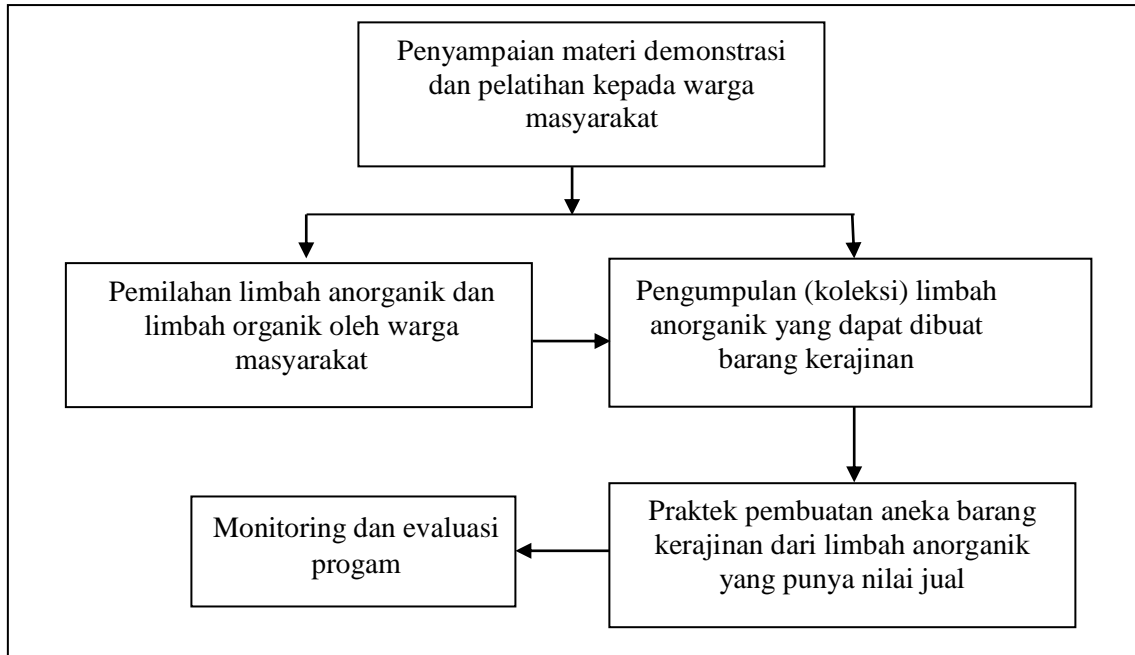 Penyampaian materi demonstrasi
dan pelatihan kepada warga
masyarakat
Pemilahan limbah anorganik dan
limbah organik oleh warga
masyarakat
Pengumpulan (koleksi) limbah
anorganik yang dapat dibuat
barang kerajinan
Monitoring dan evaluasi
progam
Praktek pembuatan aneka barang
kerajinan dari limbah anorganik
yang punya nilai jual